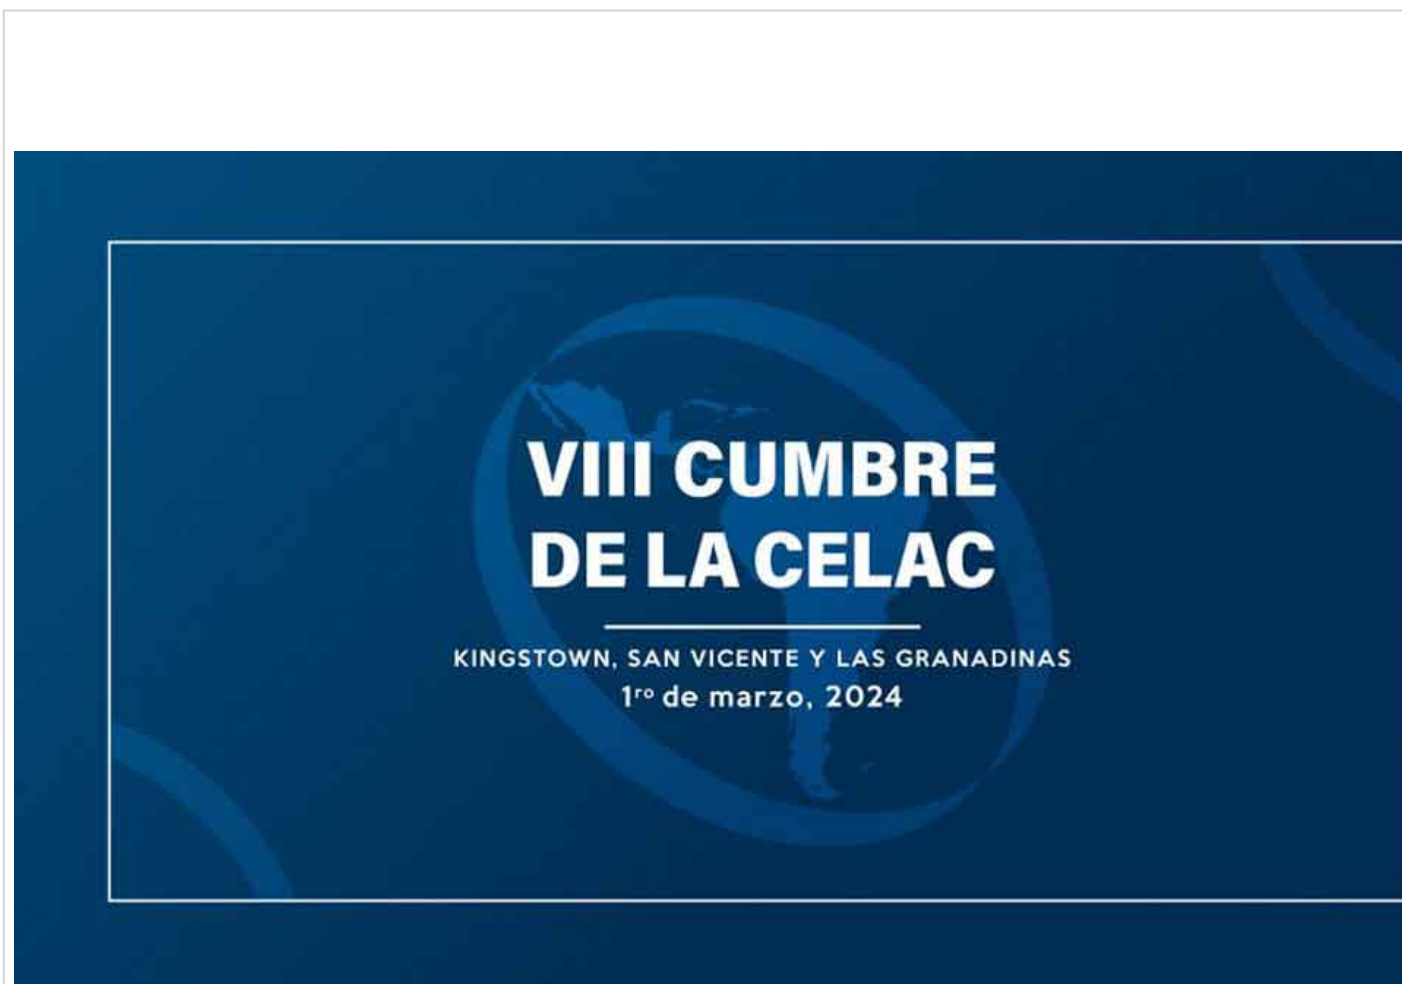 VIII CUMBRE
DE LA CELAC
KINGSTOWN, SAN VICENTE Y LAS GRANADINAS
1ro de marzo, 2024